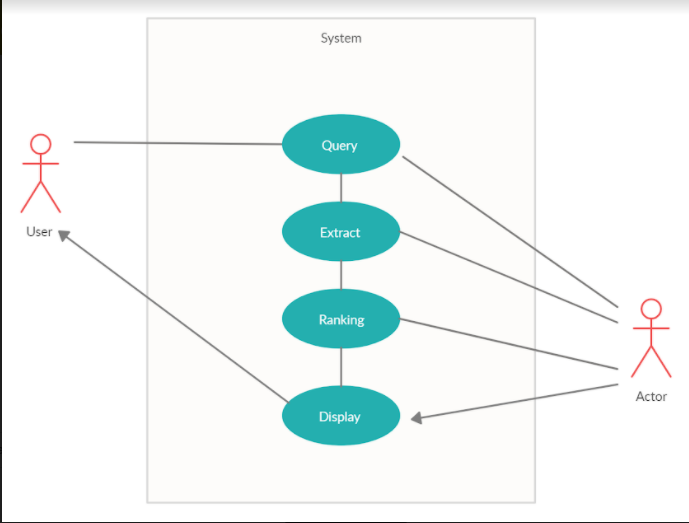 System
Query
User
Extract
Ranking
Actor
Display